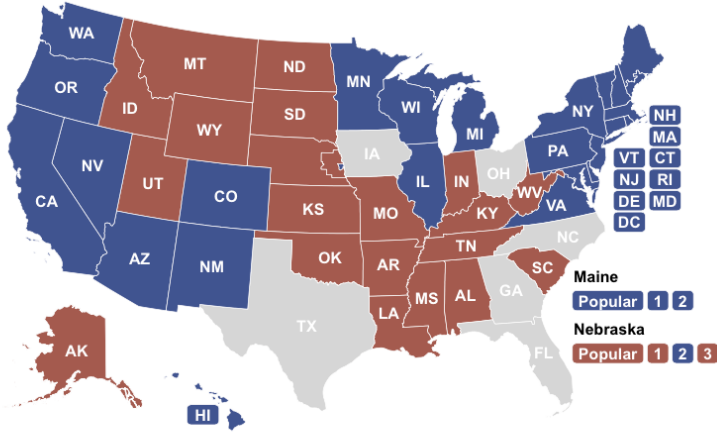 WA
MT
ND
MN
OR
ID
SD
WI
MI
NY
NH
MA
WY
IA
PA
VT CT
NV
UT
CO
IL
IN
OH
NJ RI
CA
WV
VA
DE MD
KS
MO
KY
DC
NC
TN
AZ
NM
OK
AR
SC
MS
AL
GA
LA
TX
FL
AK
HI
Maine
Popular 1 2
Nebraska
Popular 1 2 3